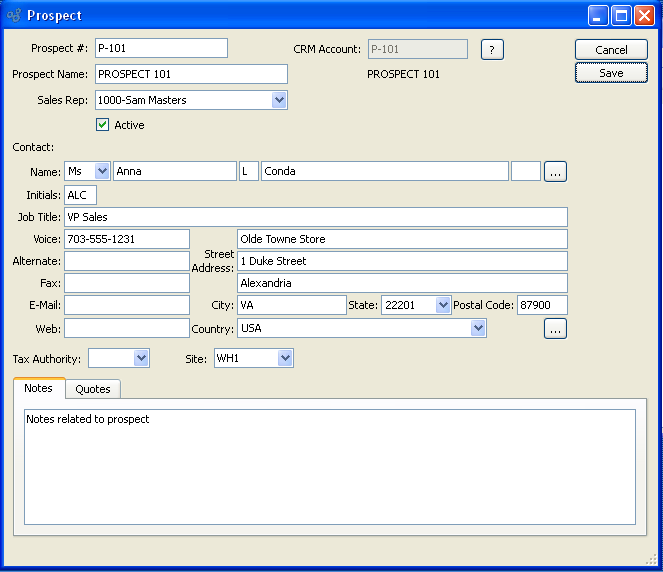 Prospect
Prospect #: P-101 CRM Account: P-101 ? Cancel
Prospect Name: PROSPECT 101 PROSPECT 101 Save
Sales Rep: 1000-Sam Masters
Active
Contact:
Name: Ms Anna L Conda ...
Initials: ALC
Job Title: VP Sales
Voice: 703-555-1231 Olde Towne Store
Alternate: Street Address: 1 Duke Street
Fax: Alexandria
E-Mail: City: VA State: 22201 Postal Code: 87900
Web: Country: USA ...
Tax Authority: Site: WH1
Notes Quotes
Notes related to prospect